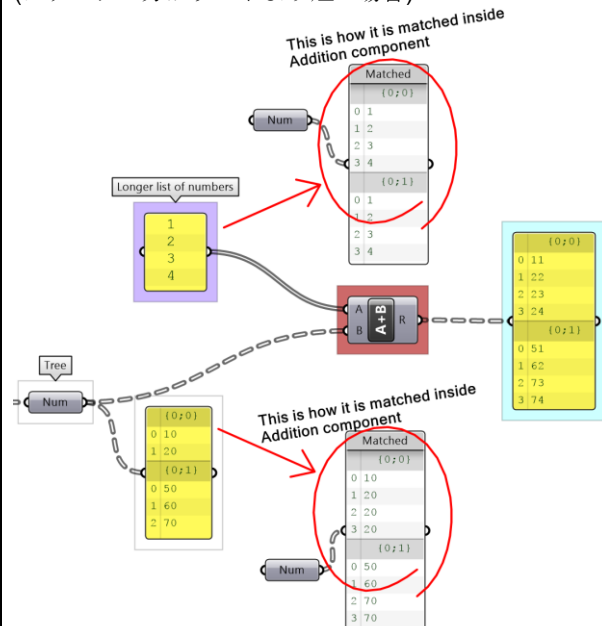 This is how it is matched inside
Addition component
Matched
{0;0}
0 1
1 2
2 3
3 4
{0;1}
0 1
1 2
2 3
3 4
Num
Longer list of numbers
1
2
3
4
A
B
A+B
R
{0;0}
0 11
1 22
2 23
3 24
{0;1}
0 51
1 62
2 73
3 74
Tree
Num
{0;0}
0 10
1 20
{0;1}
0 50
1 60
2 70
This is how it is matched inside
Addition component
Matched
{0;0}
0 10
1 20
2 20
3 20
{0;1}
0 50
1 60
2 70
3 70
Num